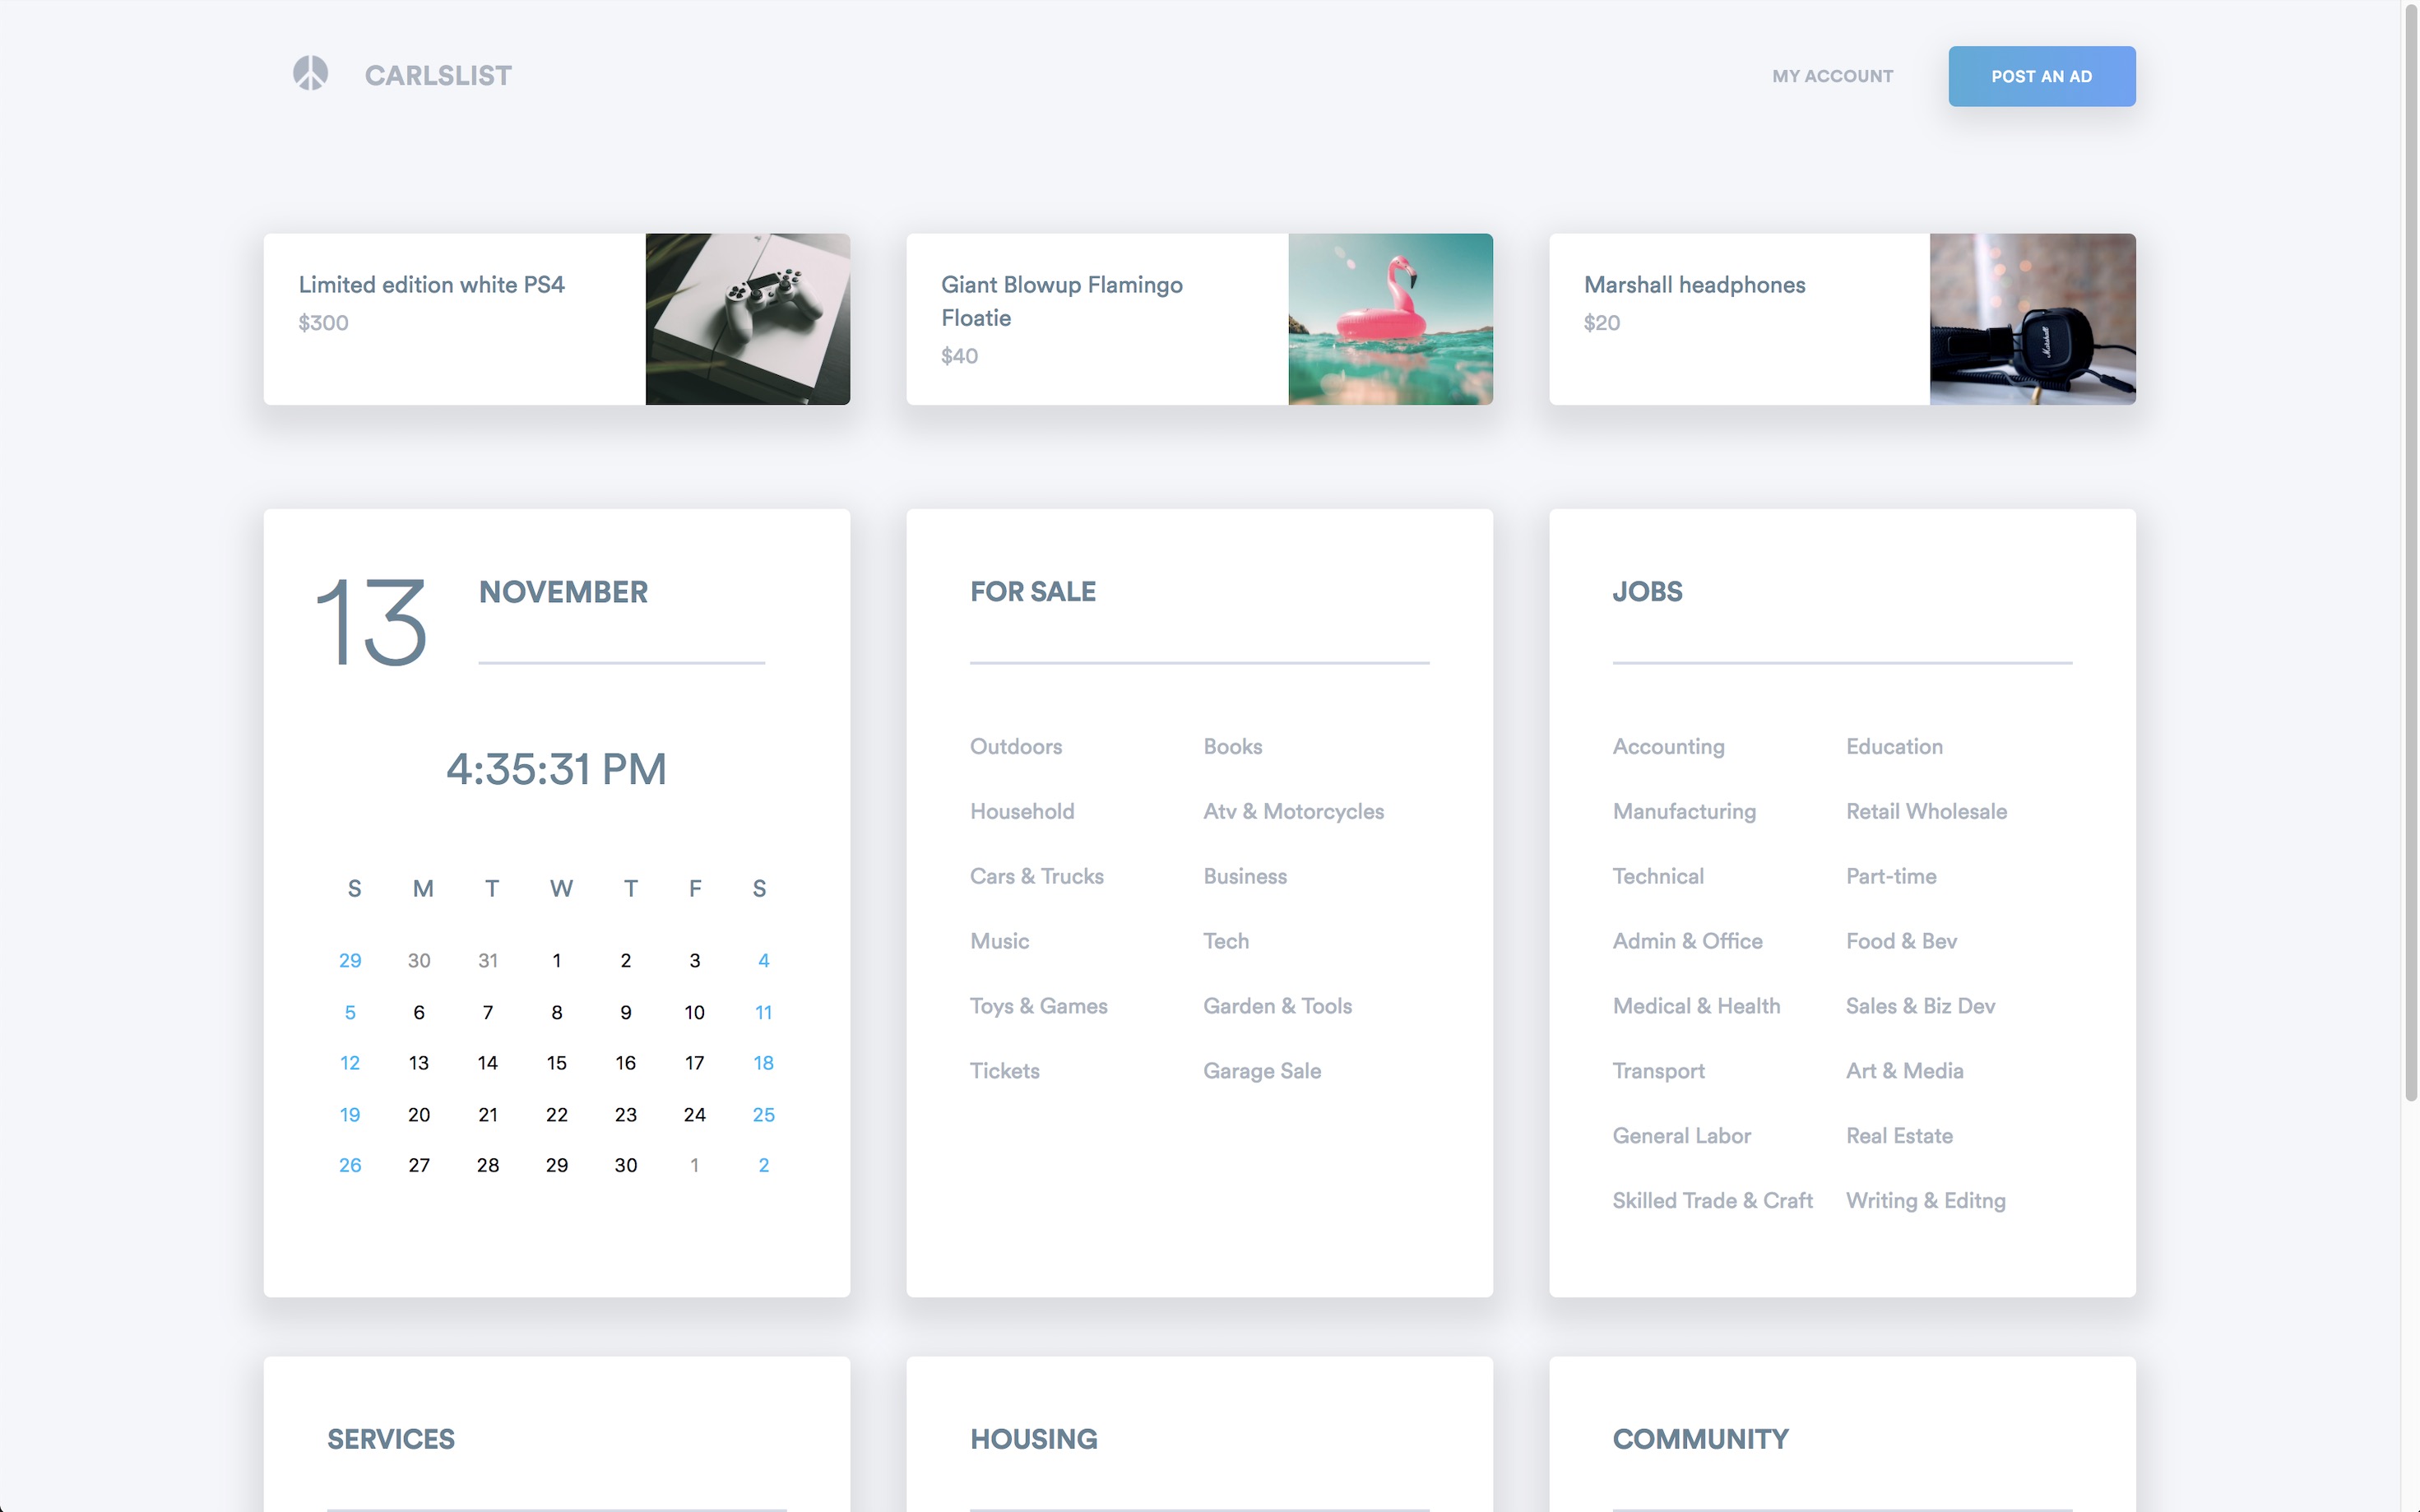 CARLSLIST
MY ACCOUNT
POST AN AD
Limited edition white PS4
$300
Giant Blowup Flamingo
Floatie
$40
Marshall headphones
$20
Marshall
13
NOVEMBER
4:35:31 PM
S M T W T F S
29 30 31 1 2 3 4
5 6 7 8 9 10 11
12 13 14 15 16 17 18
19 20 21 22 23 24 25
26 27 28 29 30 1 2
FOR SALE
Outdoors Books
Household Atv & Motorcycles
Cars & Trucks Business
Music Tech
Toys & Games Garden & Tools
Tickets Garage Sale
JOBS
Accounting Education
Manufacturing Retail Wholesale
Technical Part-time
Admin & Office Food & Bev
Medical & Health Sales & Biz Dev
Transport Art & Media
General Labor Real Estate
Skilled Trade & Craft Writing & Editng
SERVICES
HOUSING
COMMUNITY